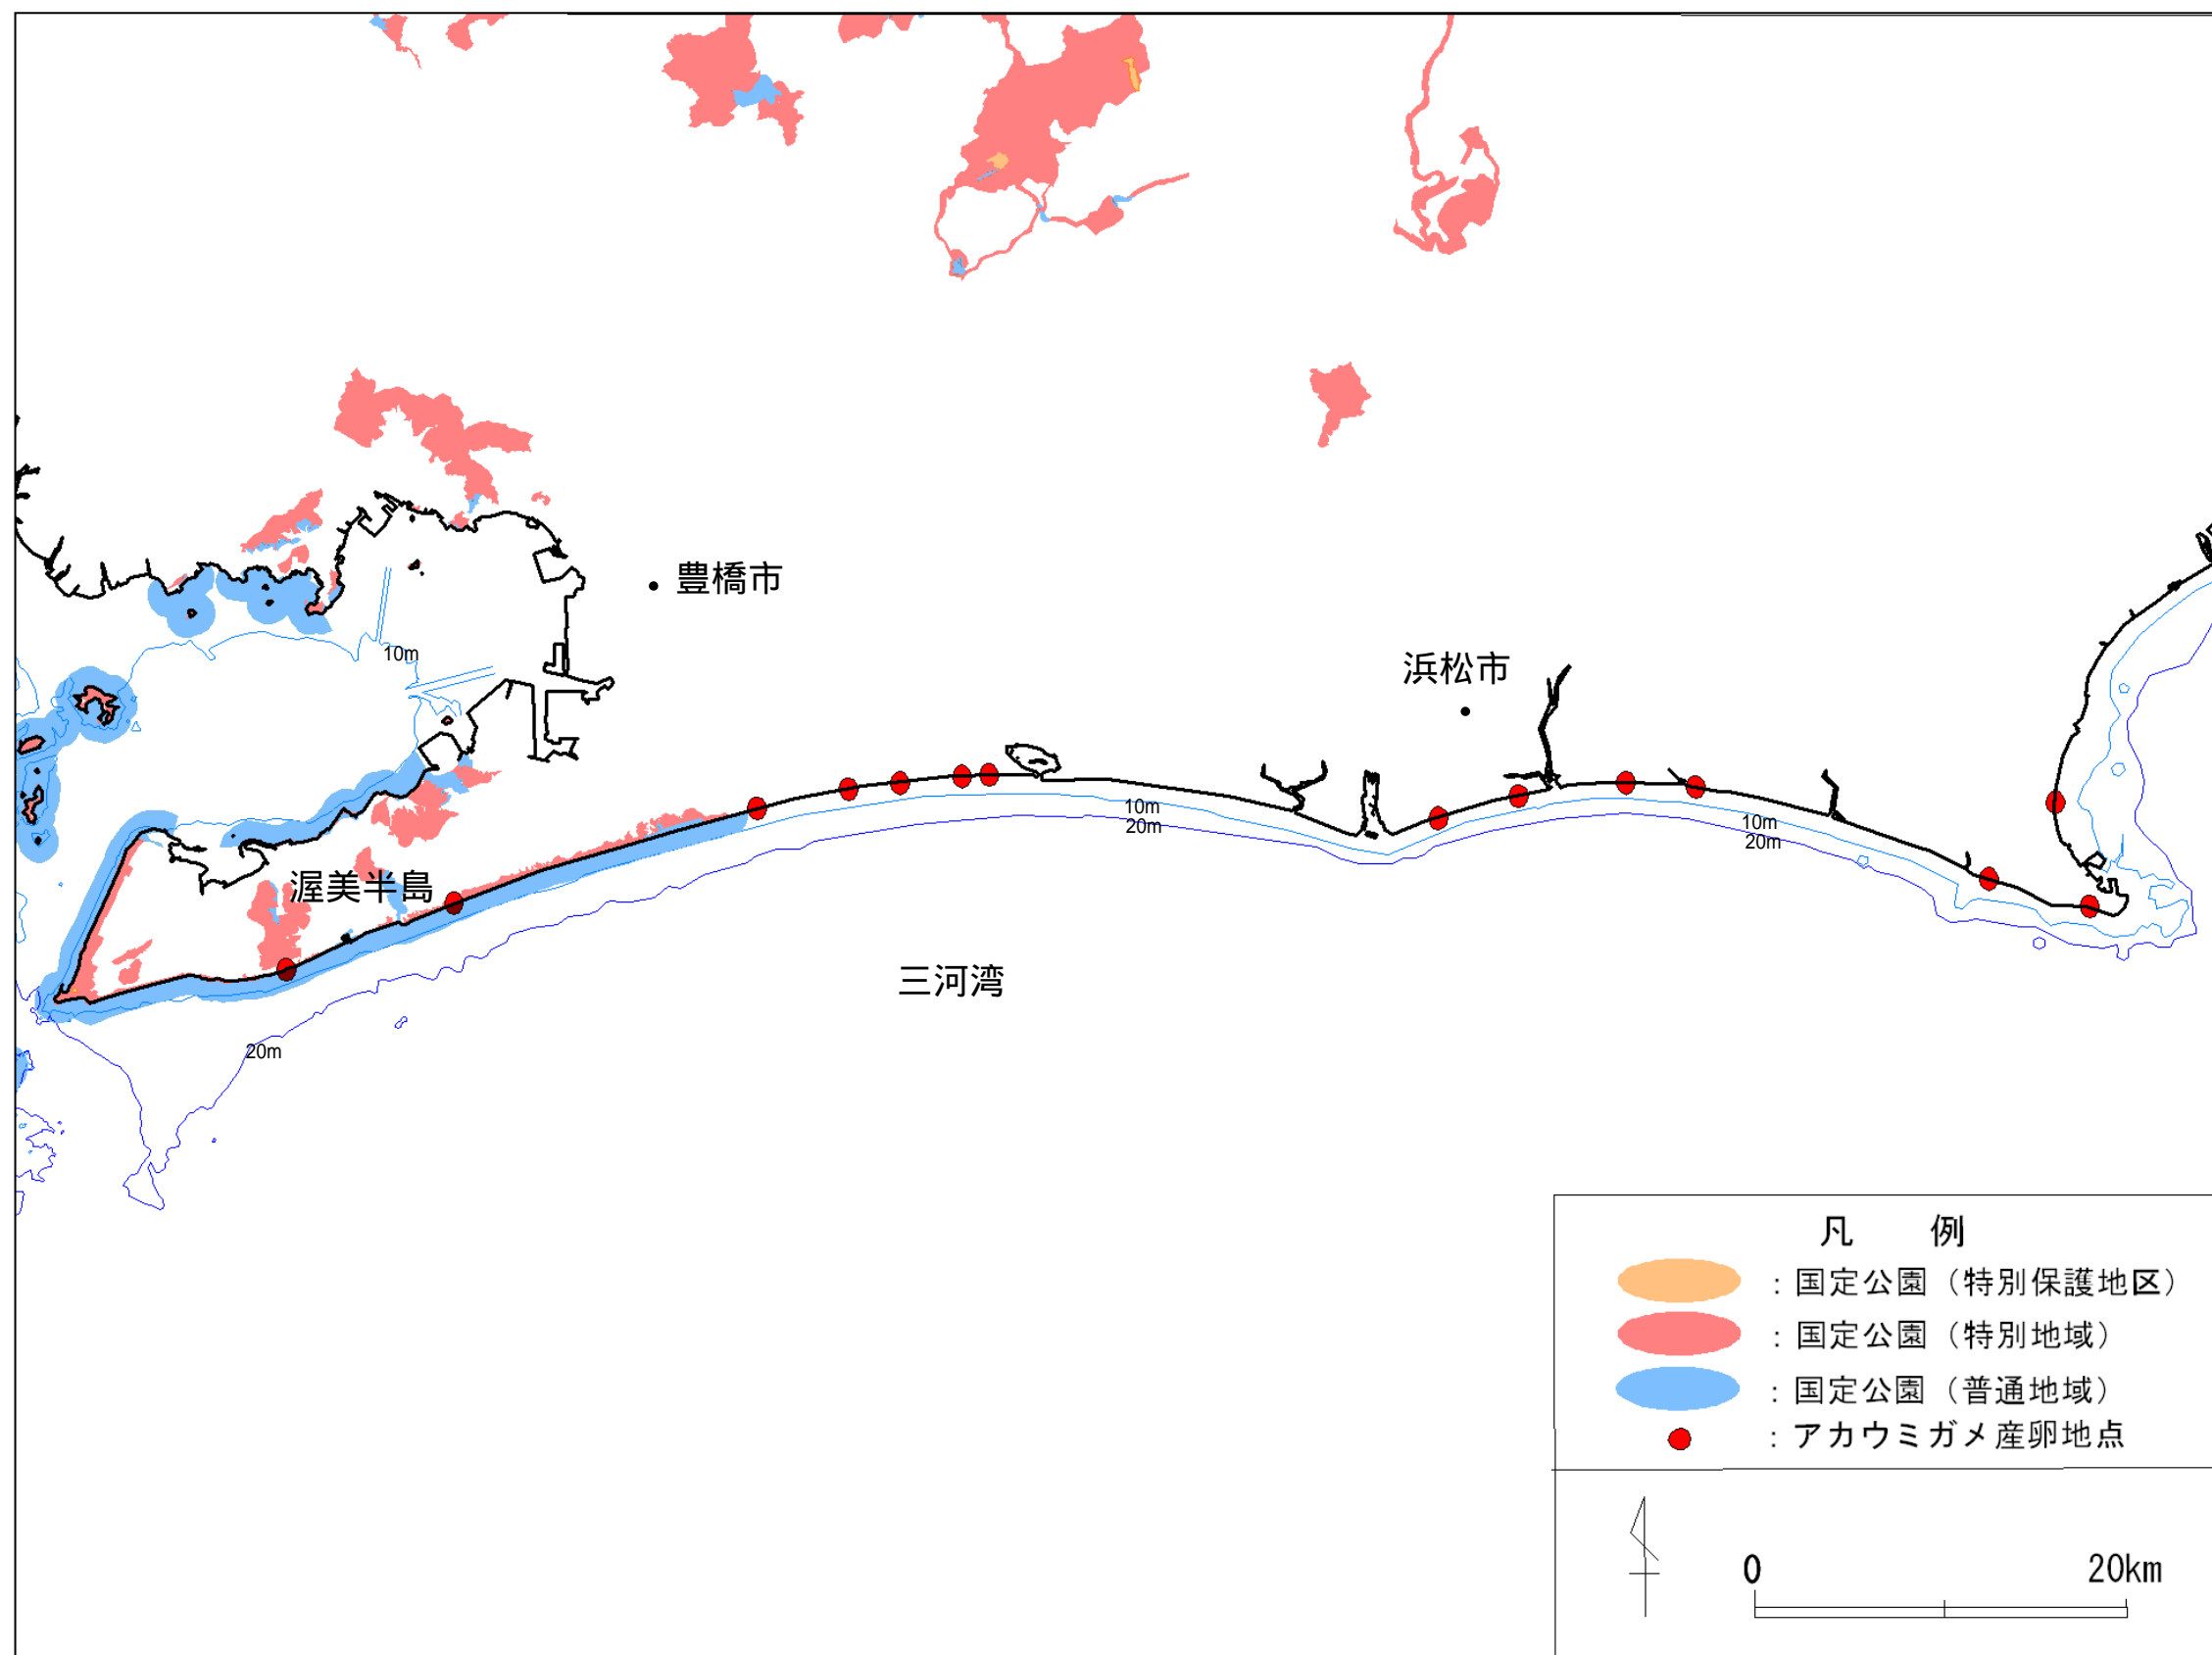 豊橋市
10m
浜松市
10m
20m
10m
20m
渥美半島
三河湾
20m
凡 例
：国定公園（特別保護地区）
：国定公園（特別地域）
：国定公園（普通地域）
：アカウミガメ産卵地点
0 20km